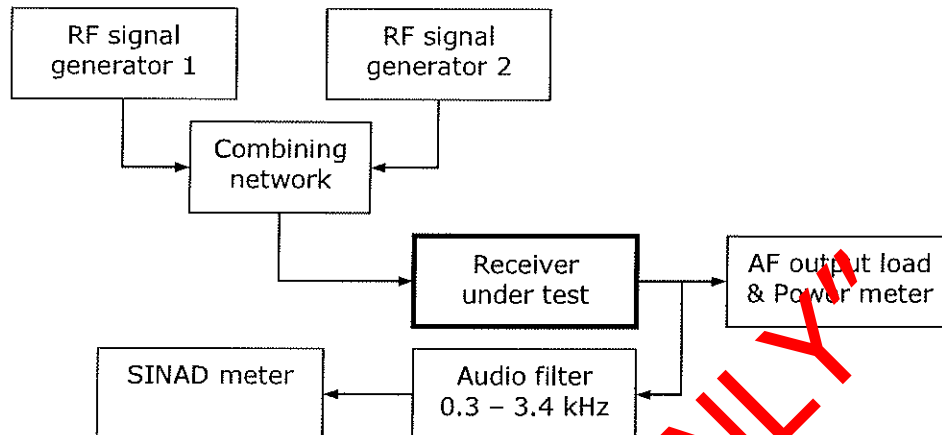 RF signal
generator 1
RF signal
generator 2
Combining
network
Receiver
under test
AF output load
& Power meter
SINAD meter
Audio filter
0.3 – 3.4 kHz